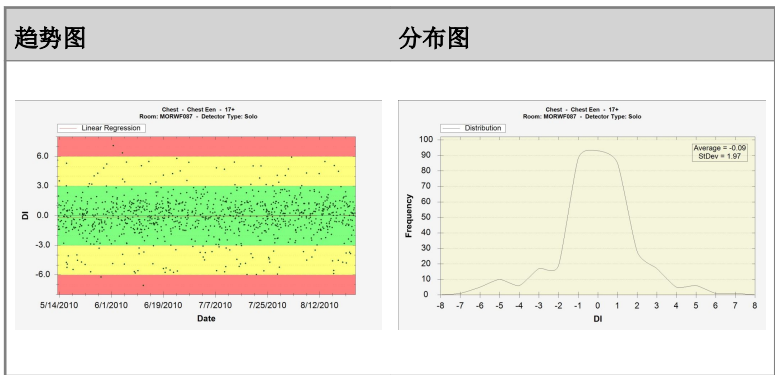 趋势图
分布图
Chest - Chest Een - 17+
Room: MORWF087 - Detector Type: Solo
Linear Regression
6.0
3.0
0.0
-3.0
-6.0
DI
5/14/2010 6/1/2010 6/19/2010 7/7/2010 7/25/2010 8/12/2010
Date
Chest - Chest Een - 17+
Room: MORWF087 - Detector Type: Solo
Distribution
Average = -0.09
StDev = 1.97
100
90
80
70
60
50
40
30
20
10
0
Frequency
-8 -7 -6 -5 -4 -3 -2 -1 0 1 2 3 4 5 6 7 8
DI